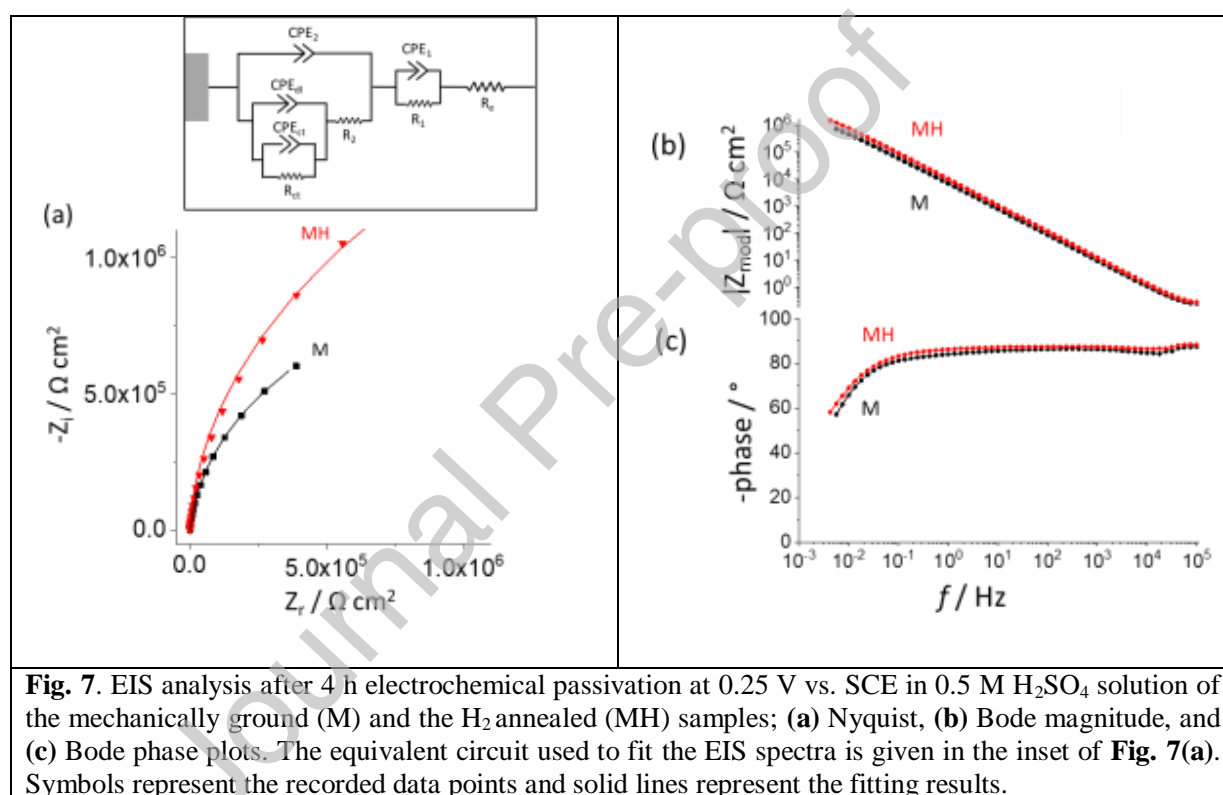 CPE₂
CPE₁
CPE_dl
R_e
R₁
CPE_ct
R₂
R_ct
(a)
MH
1.0x10⁶
M
5.0x10⁵
0.0
-Zᵢ / Ω cm²
0.0 5.0x10⁵ 1.0x10⁶
Zᵣ / Ω cm²
(b)
|Z_mod| / Ω cm²
10⁶
10⁵
10⁴
10³
10²
10¹
10⁰
MH
M
(c)
-phase / °
100
80
60
40
20
0
MH
M
10⁻³ 10⁻² 10⁻¹ 10⁰ 10¹ 10² 10³ 10⁴ 10⁵
f / Hz
Journal Pre-proof
Fig. 7. EIS analysis after 4 h electrochemical passivation at 0.25 V vs. SCE in 0.5 M H₂SO₄ solution of
the mechanically ground (M) and the H₂ annealed (MH) samples; (a) Nyquist, (b) Bode magnitude, and
(c) Bode phase plots. The equivalent circuit used to fit the EIS spectra is given in the inset of Fig. 7(a).
Symbols represent the recorded data points and solid lines represent the fitting results.